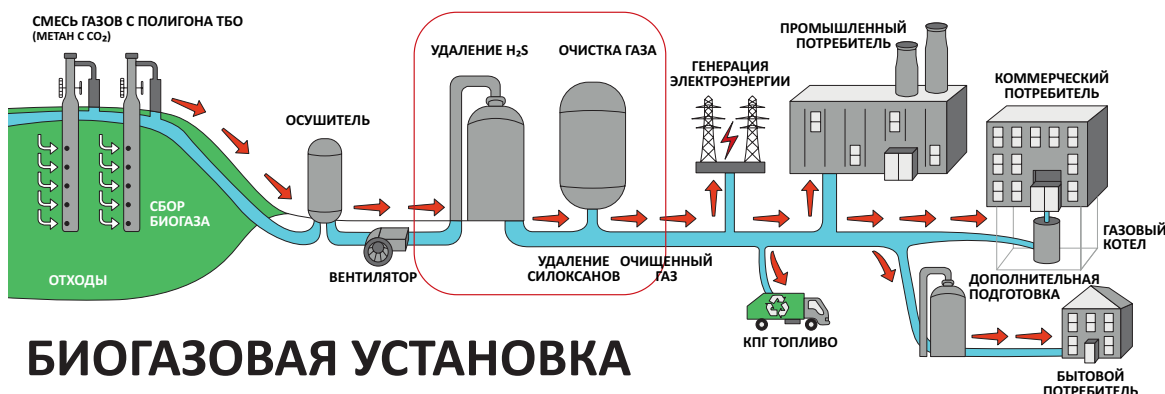 СМЕСЬ ГАЗОВ С ПОЛИГОНА ТБО
(МЕТАН С CO₂)
УДАЛЕНИЕ H₂S
ОЧИСТКА ГАЗА
ГЕНЕРАЦИЯ
ЭЛЕКТРОЭНЕРГИИ
ПРОМЫШЛЕННЫЙ
ПОТРЕБИТЕЛЬ
КОММЕРЧЕСКИЙ
ПОТРЕБИТЕЛЬ
ОСУШИТЕЛЬ
СБОР
БИОГАЗА
ОТХОДЫ
ВЕНТИЛЯТОР
УДАЛЕНИЕ
СИЛОКСАНОВ
ОЧИЩЕННЫЙ
ГАЗ
ГАЗОВЫЙ
КОТЕЛ
ДОПОЛНИТЕЛЬНАЯ
ПОДГОТОВКА
КПГ ТОПЛИВО
БЫТОВОЙ
ПОТРЕБИТЕЛЬ
БИОГАЗОВАЯ УСТАНОВКА